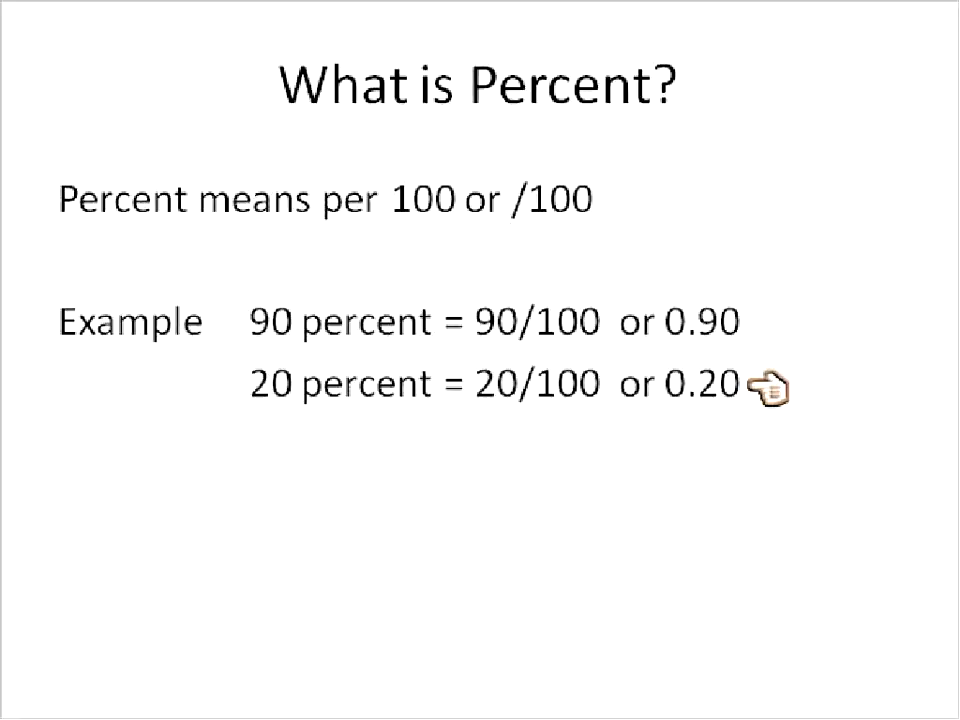 What is Percent?
Percent means per 100 or /100
Example 90 percent = 90/100 or 0.90
20 percent = 20/100 or 0.20